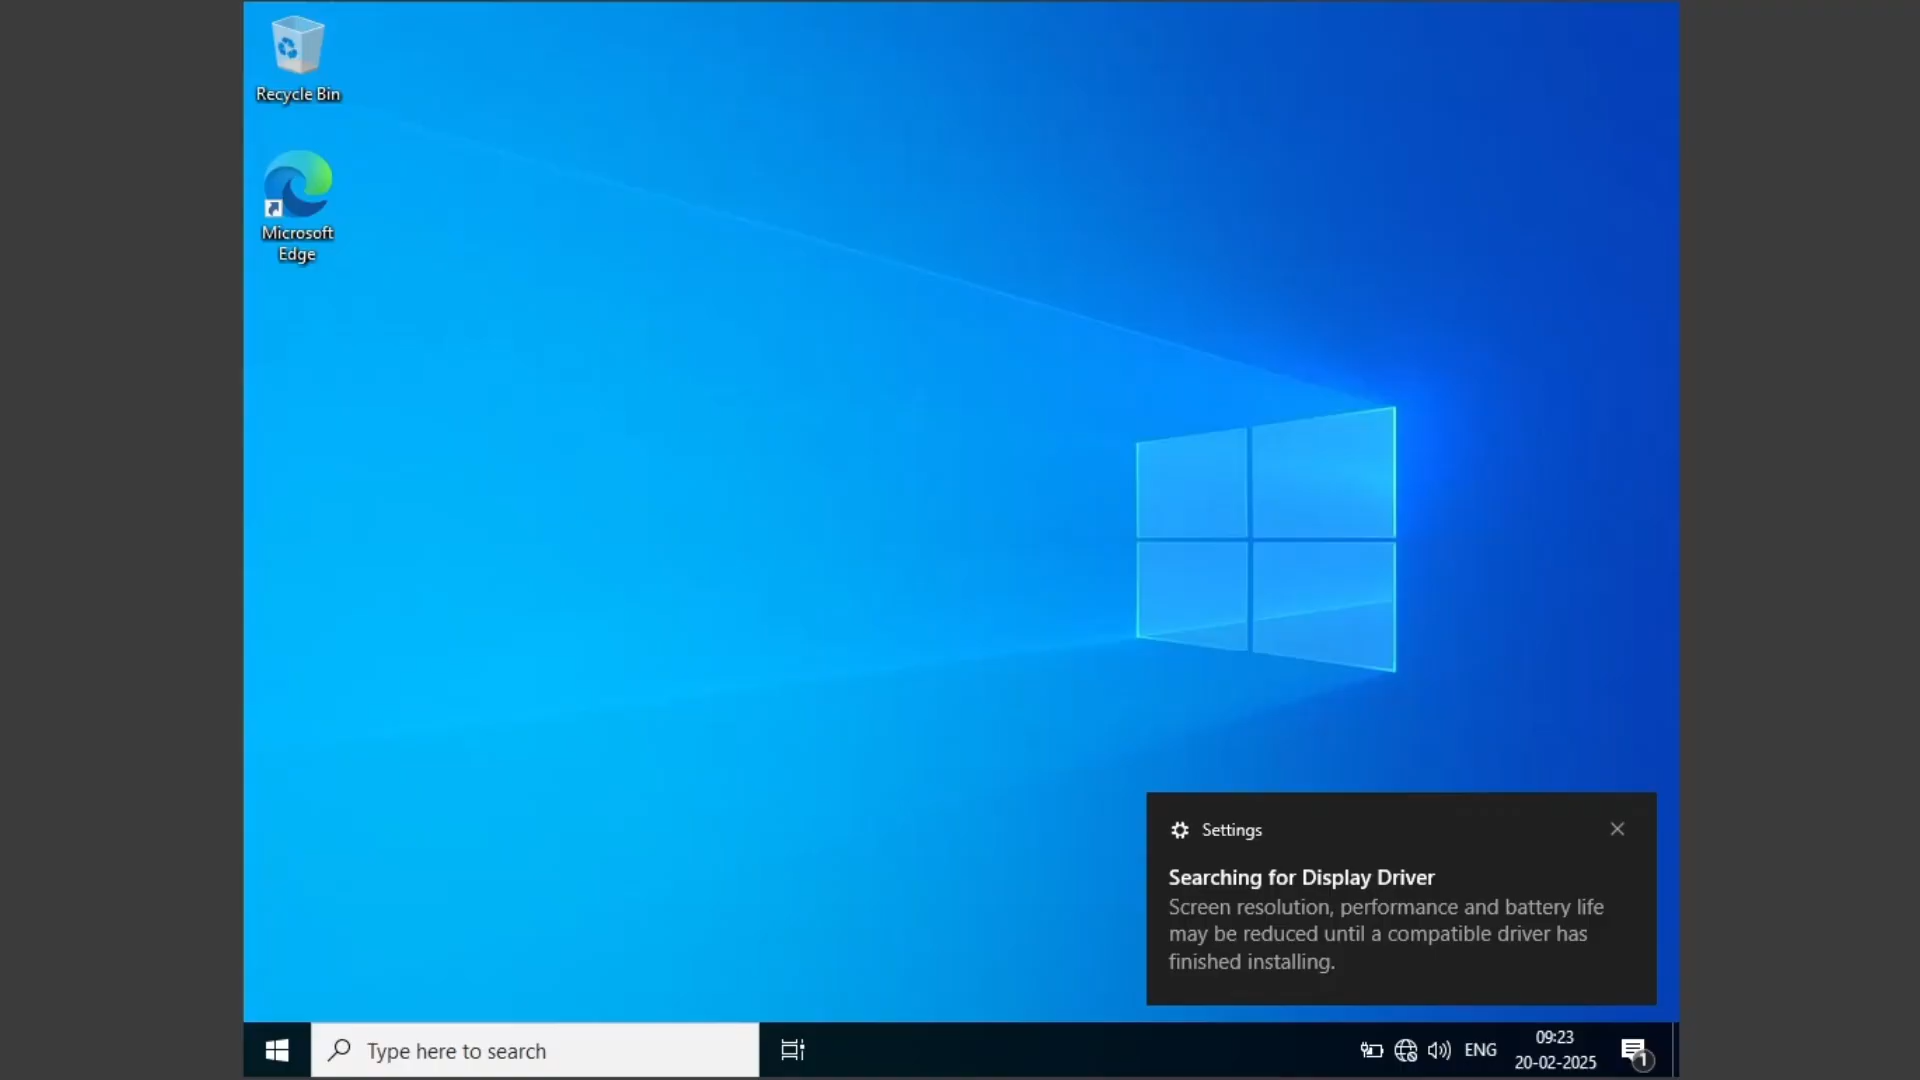 Recycle Bin
Microsoft
Edge
Settings
Searching for Display Driver
Screen resolution, performance and battery life
may be reduced until a compatible driver has
finished installing.
Type here to search
ENG
09:23
20-02-2025
1